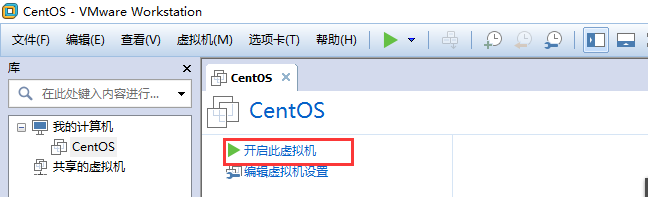 CentOS - VMware Workstation
文件(F) 编辑(E) 查看(V) 虚拟机(M) 选项卡(T) 帮助(H)
库
在此处键入内容进行...
我的计算机
CentOS
共享的虚拟机
CentOS
CentOS
开启此虚拟机
编辑虚拟机设置